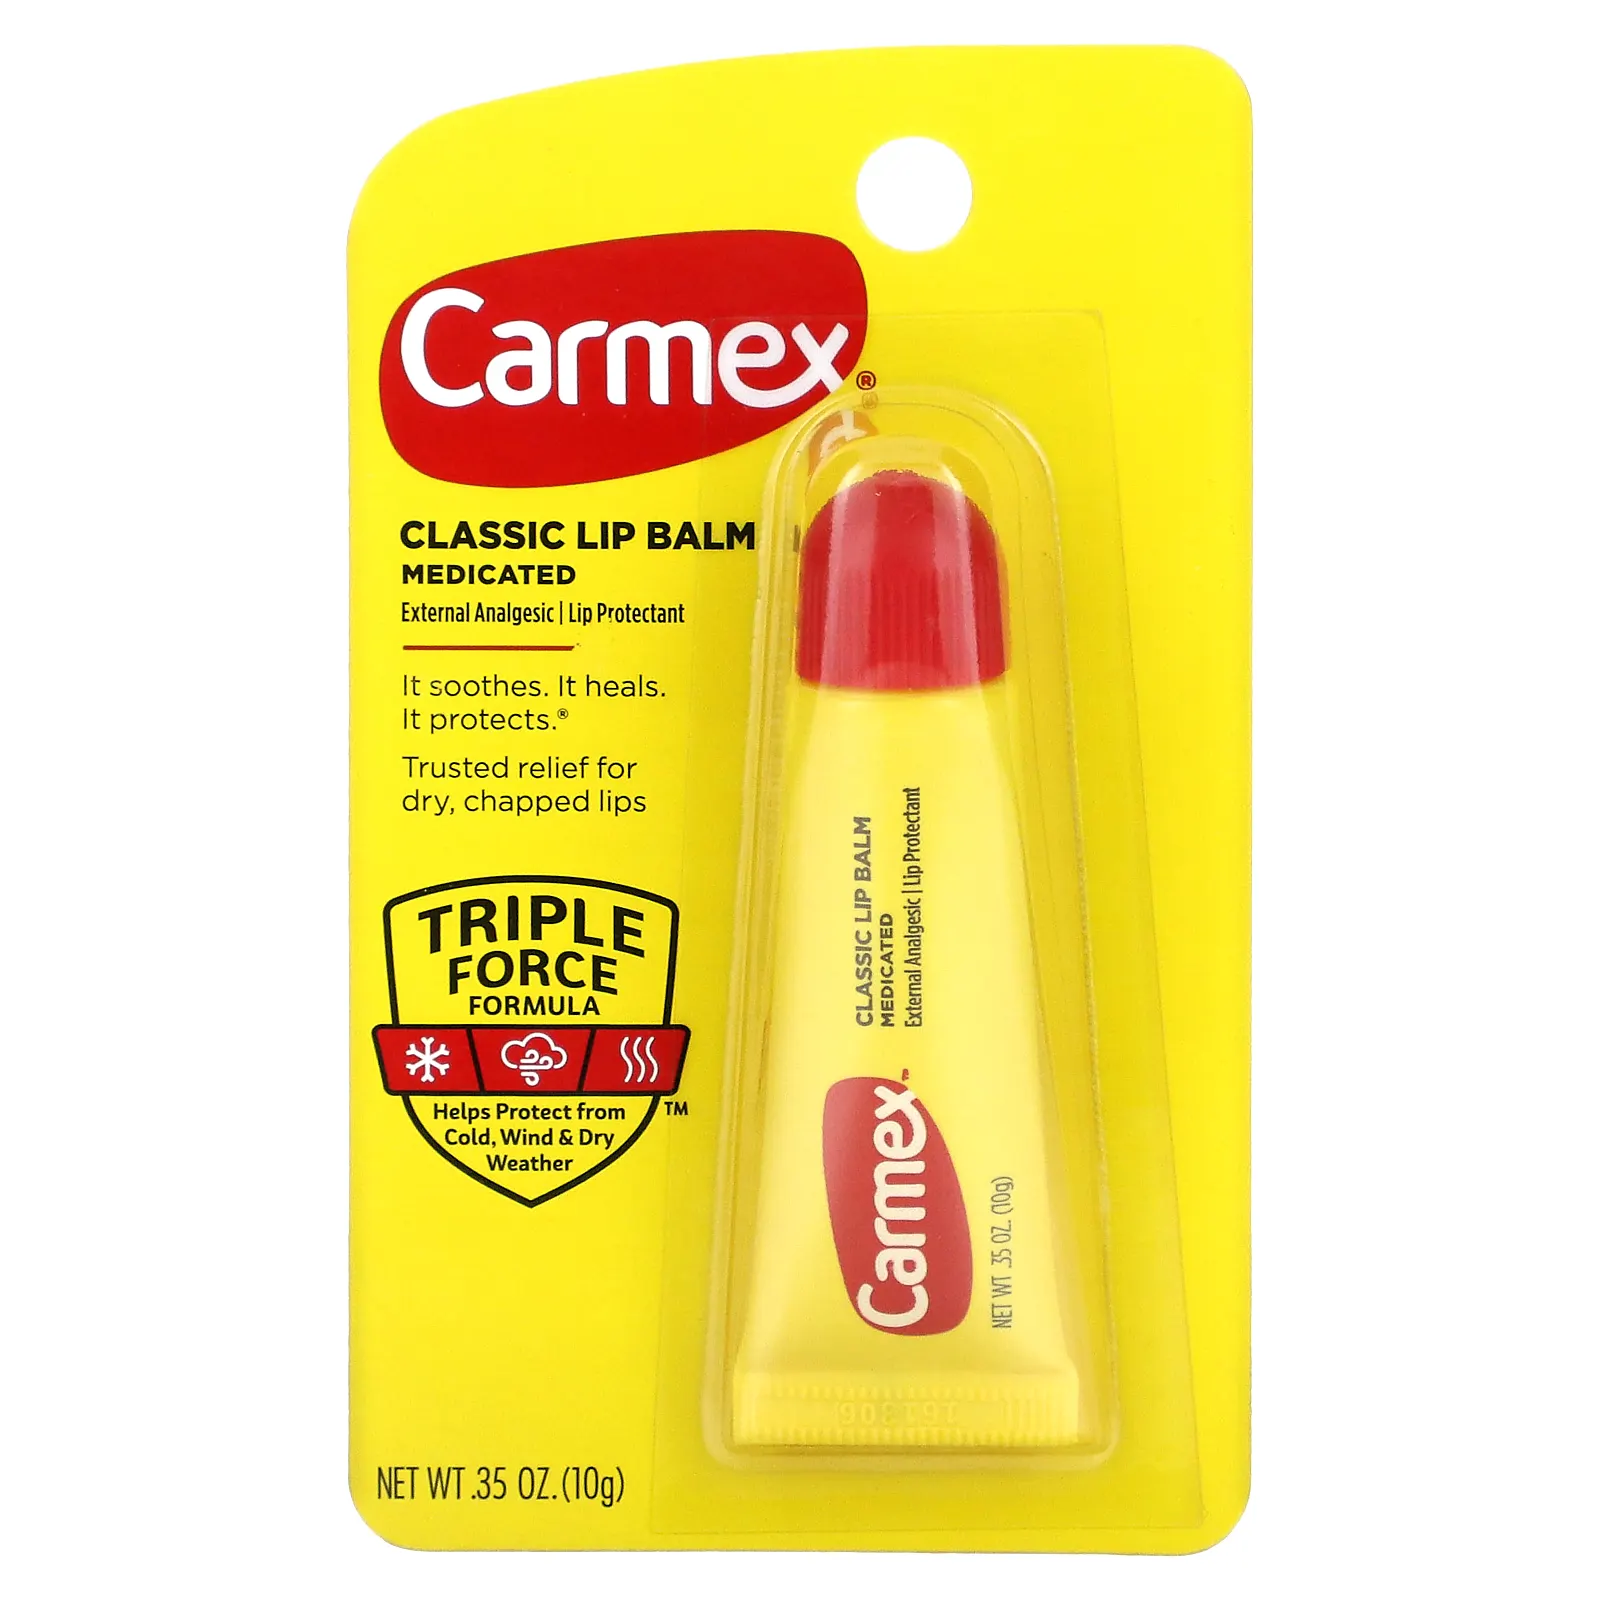 Carmex®
CLASSIC LIP BALM
MEDICATED
External Analgesic | Lip Protectant
It soothes. It heals.
It protects.®
Trusted relief for
dry, chapped lips
TRIPLE
FORCE
FORMULA
Helps Protect from
Cold, Wind & Dry
Weather
™
NET WT .35 OZ. (10g)
CLASSIC LIP BALM
MEDICATED
External Analgesic | Lip Protectant
Carmex™
NET WT .35 OZ. (10g)
161306